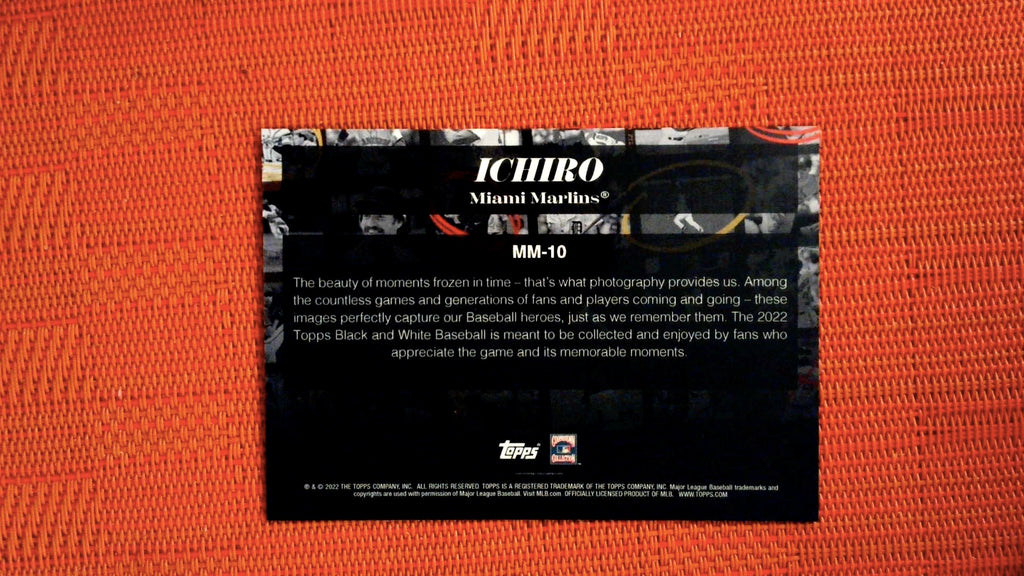 ICHIRO
Miami Marlins®
MM-10
The beauty of moments frozen in time – that's what photography provides us. Among
the countless games and generations of fans and players coming and going – these
images perfectly capture our Baseball heroes, just as we remember them. The 2022
Topps Black and White Baseball is meant to be collected and enjoyed by fans who
appreciate the game and its memorable moments.
Topps®
® & © 2022 THE TOPPS COMPANY, INC. ALL RIGHTS RESERVED. TOPPS IS A REGISTERED TRADEMARK OF THE TOPPS COMPANY, INC. Major League Baseball trademarks and
copyrights are used with permission of Major League Baseball. Visit MLB.com. OFFICIALLY LICENSED PRODUCT OF MLB. WWW.TOPPS.COM